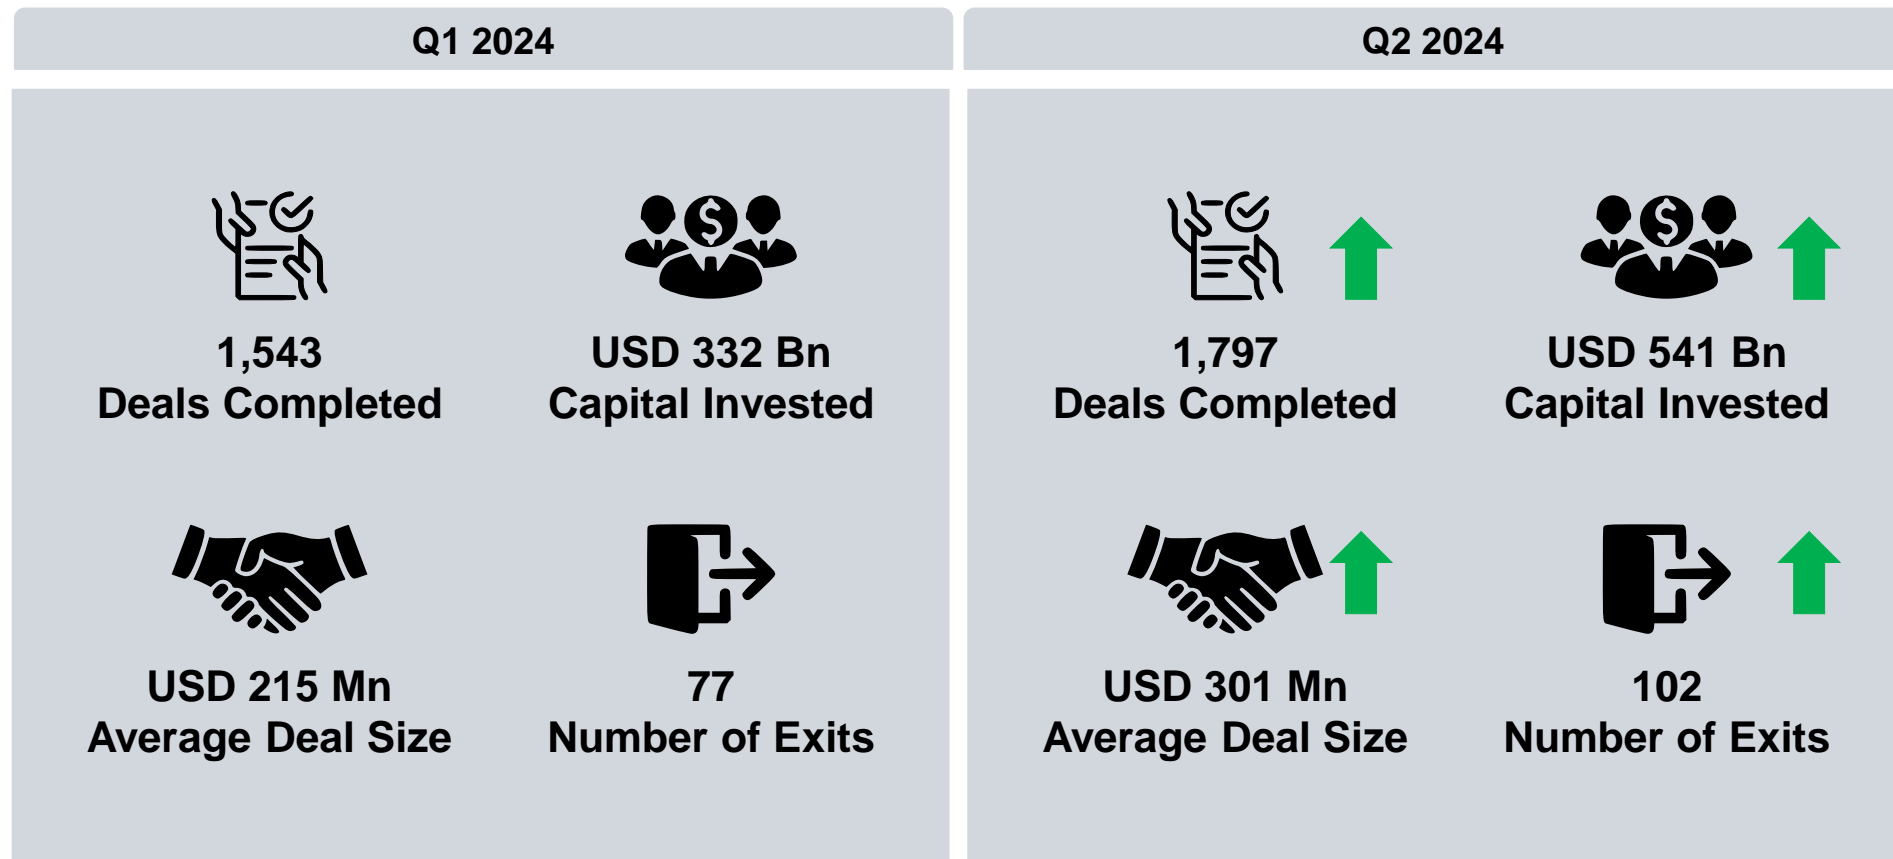 Q1 2024
Q2 2024
1,543
Deals Completed
USD 332 Bn
Capital Invested
USD 215 Mn
Average Deal Size
77
Number of Exits
1,797
Deals Completed
USD 541 Bn
Capital Invested
USD 301 Mn
Average Deal Size
102
Number of Exits